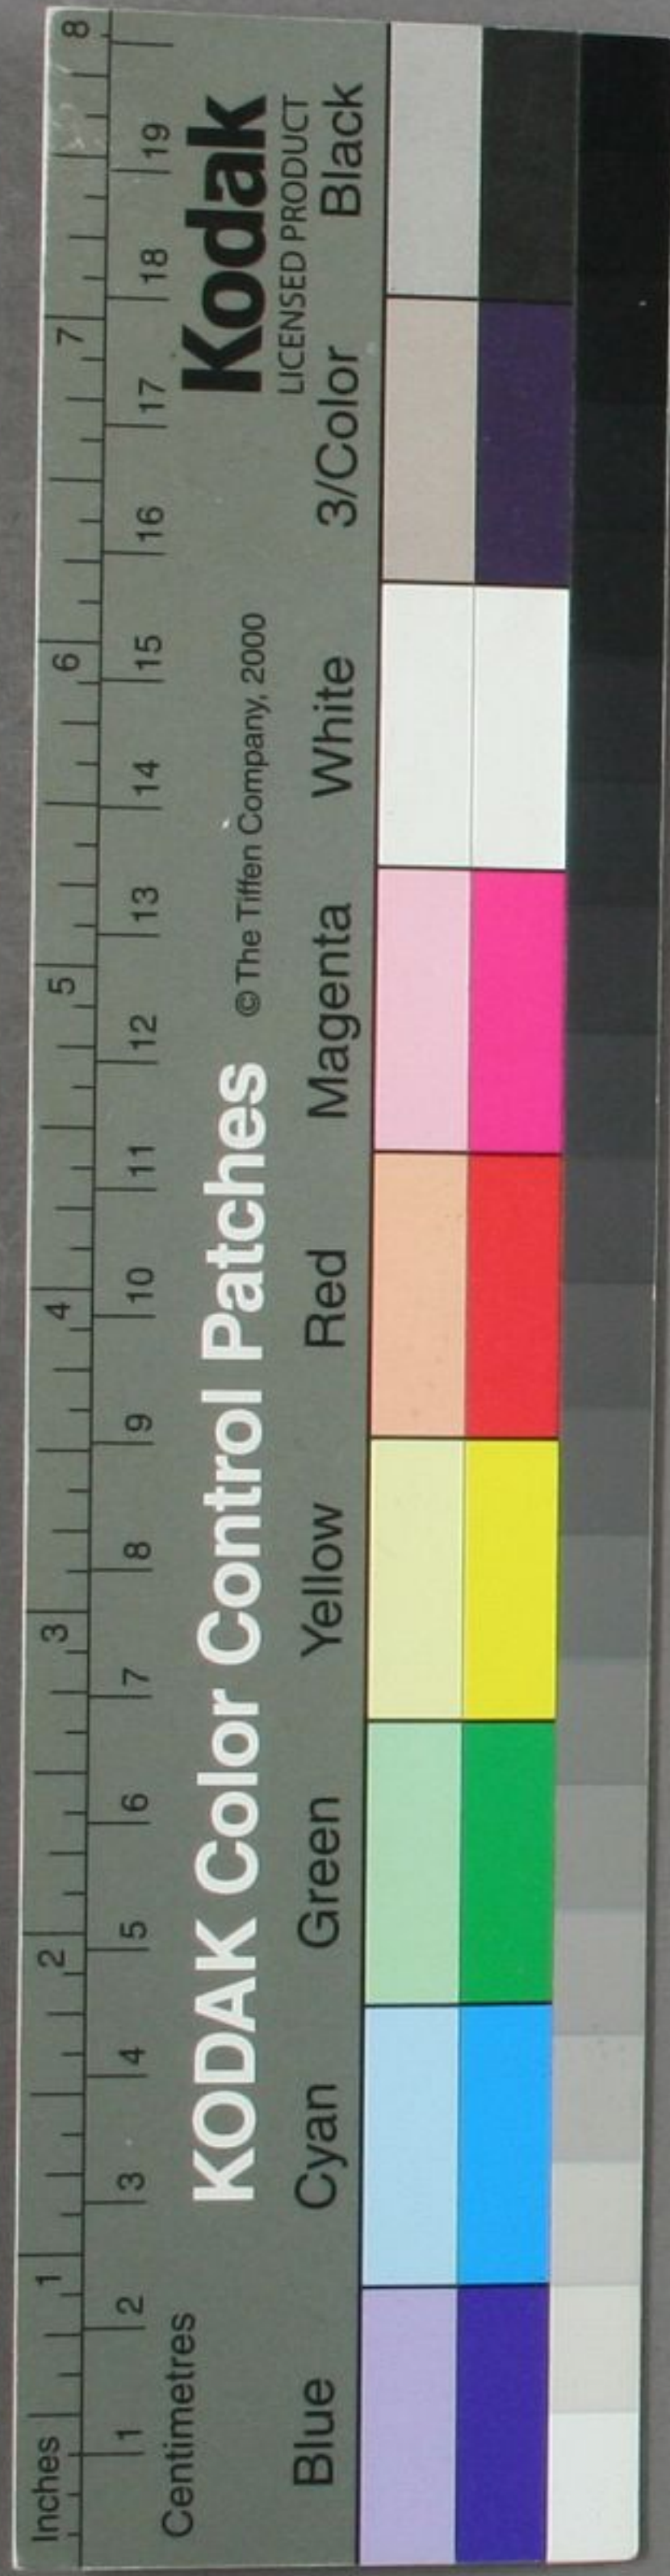 Inches 1 2 3 4 5 6 7 8
1 2 3 4 5 6 7 8 9 10 11 12 13 14 15 16 17 18 19
Centimetres
KODAK Color Control Patches © The Tiffen Company, 2000 Kodak
LICENSED PRODUCT
Blue Cyan Green Yellow Red Magenta White 3/Color Black